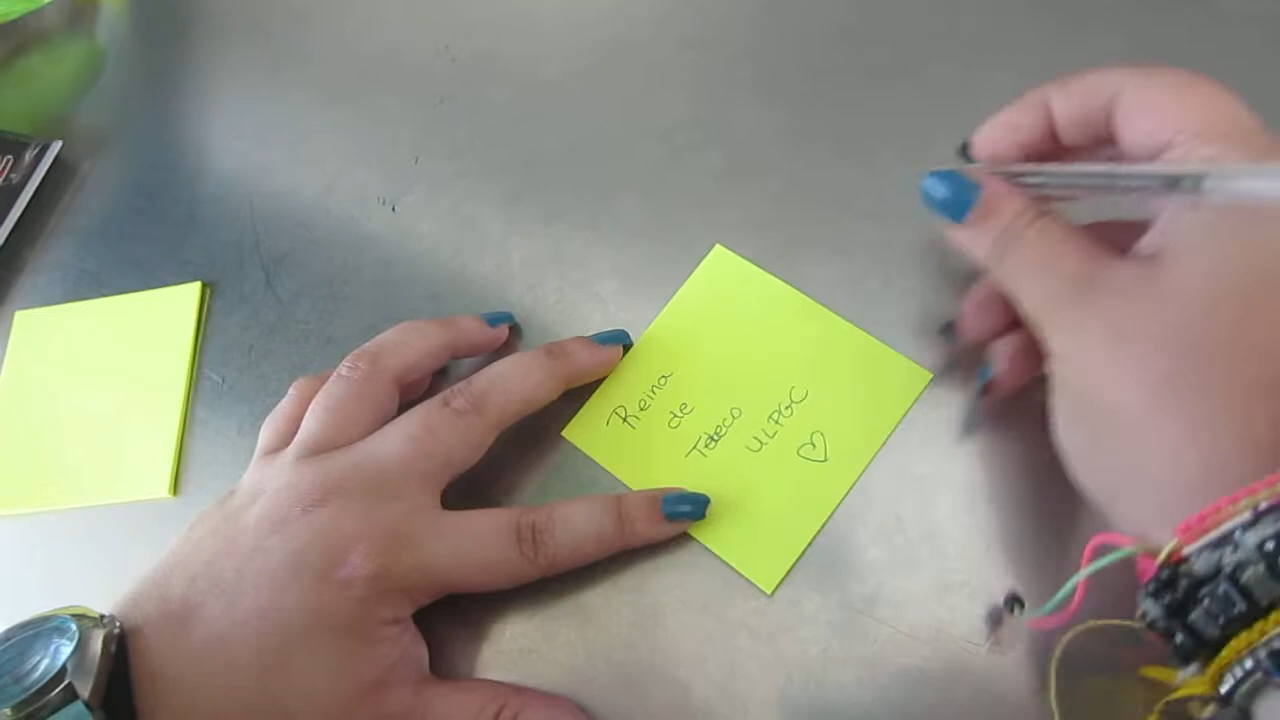 Reina
de
Teleco
ULPGC
♡